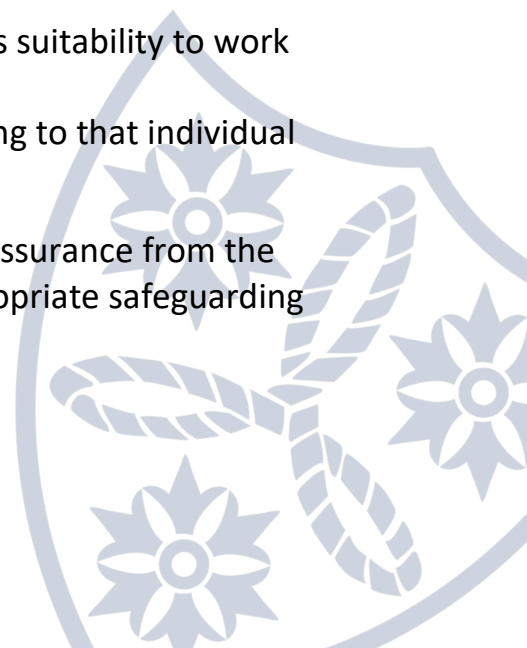 s suitability to work
ng to that individual
ssurance from the
opriate safeguarding